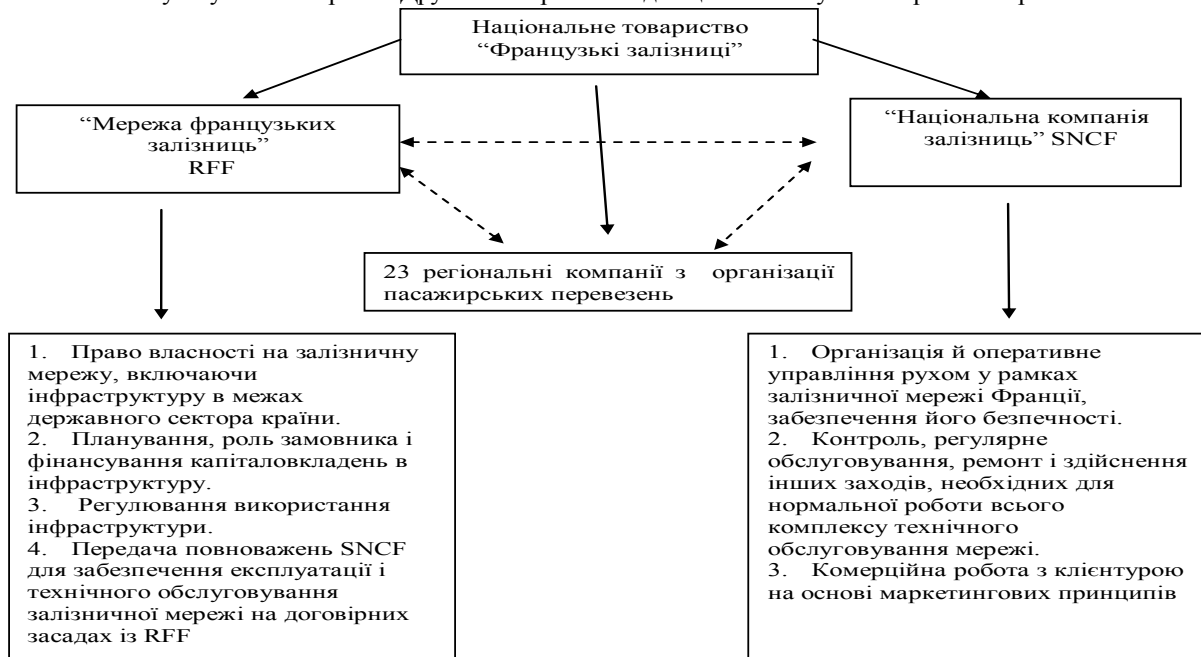 Національне товариство
“Французькі залізниці”
“Мережа французьких
залізниць”
RFF
“Національна компанія
залізниць” SNCF
23 регіональні компанії з організації
пасажирських перевезень
1. Право власності на залізничну
мережу, включаючи
інфраструктуру в межах
державного сектора країни.
2. Планування, роль замовника і
фінансування капіталовкладень в
інфраструктуру.
3. Регулювання використання
інфраструктури.
4. Передача повноважень SNCF
для забезпечення експлуатації і
технічного обслуговування
залізничної мережі на договірних
засадах із RFF
1. Організація й оперативне
управління рухом у рамках
залізничної мережі Франції,
забезпечення його безпечності.
2. Контроль, регулярне
обслуговування, ремонт і здійснення
інших заходів, необхідних для
нормальної роботи всього
комплексу технічного
обслуговування мережі.
3. Комерційна робота з клієнтурою
на основі маркетингових принципів